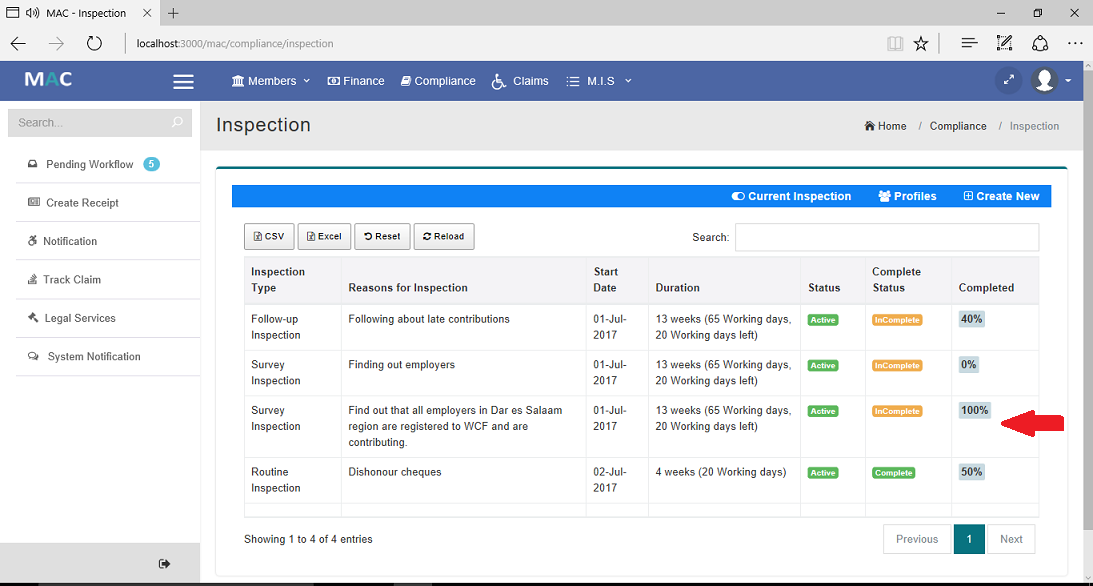 MAC - Inspection
localhost:3000/mac/compliance/inspection
MAC
Members
Finance
Compliance
Claims
M.I.S
Search...
Pending Workflow 5
Create Receipt
Notification
Track Claim
Legal Services
System Notification
Inspection
Home / Compliance / Inspection
Current Inspection
Profiles
Create New
CSV
Excel
Reset
Reload
Search:
Inspection
Type
Reasons for Inspection
Start
Date
Duration
Status
Complete
Status
Completed
Follow-up
Inspection
Following about late contributions
01-Jul-
2017
13 weeks (65 Working days,
20 Working days left)
Active
InComplete
40%
Survey
Inspection
Finding out employers
01-Jul-
2017
13 weeks (65 Working days,
20 Working days left)
Active
InComplete
0%
Survey
Inspection
Find out that all employers in Dar es Salaam
region are registered to WCF and are
contributing.
01-Jul-
2017
13 weeks (65 Working days,
20 Working days left)
Active
InComplete
100%
Routine
Inspection
Dishonour cheques
02-Jul-
2017
4 weeks (20 Working days)
Active
Complete
50%
Showing 1 to 4 of 4 entries
Previous
1
Next